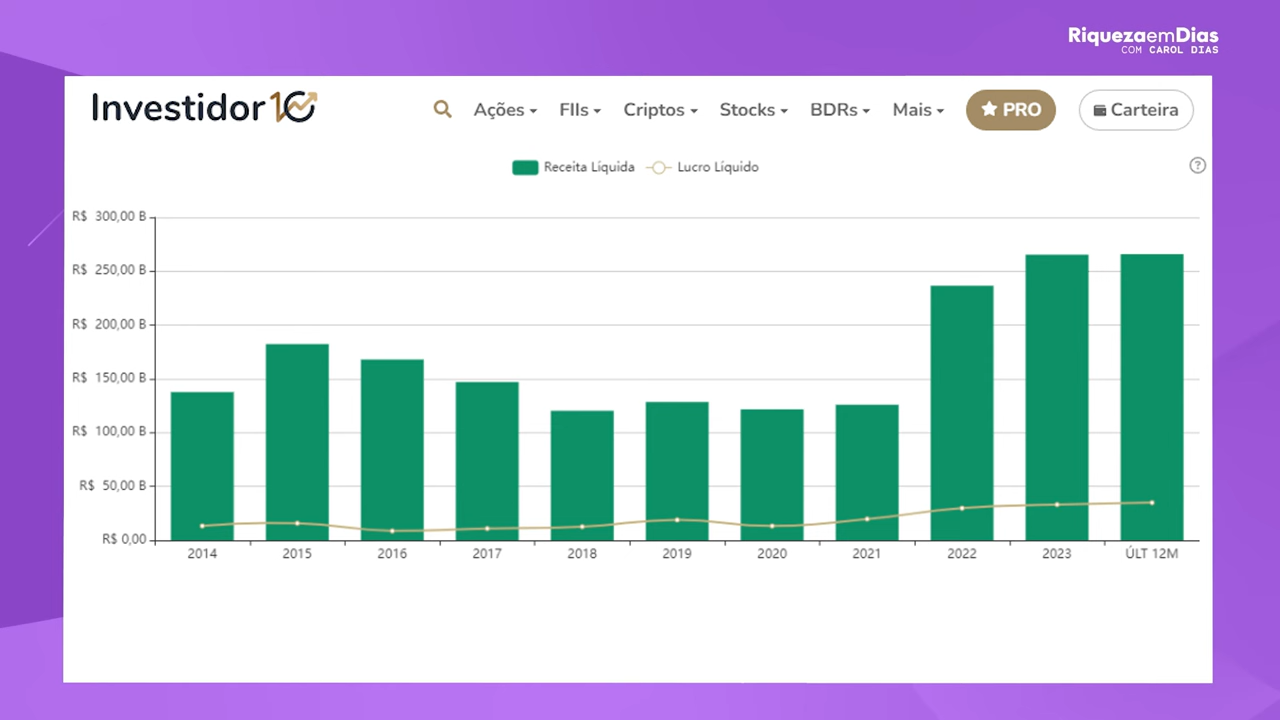 RiquezaemDias
COM CAROL DIAS
Investidor10
Ações
FIIs
Criptos
Stocks
BDRs
Mais
PRO
Carteira
Receita Líquida
Lucro Líquido
?
R$ 300,00 B
R$ 250,00 B
R$ 200,00 B
R$ 150,00 B
R$ 100,00 B
R$ 50,00 B
R$ 0,00
2014
2015
2016
2017
2018
2019
2020
2021
2022
2023
ÚLT 12M